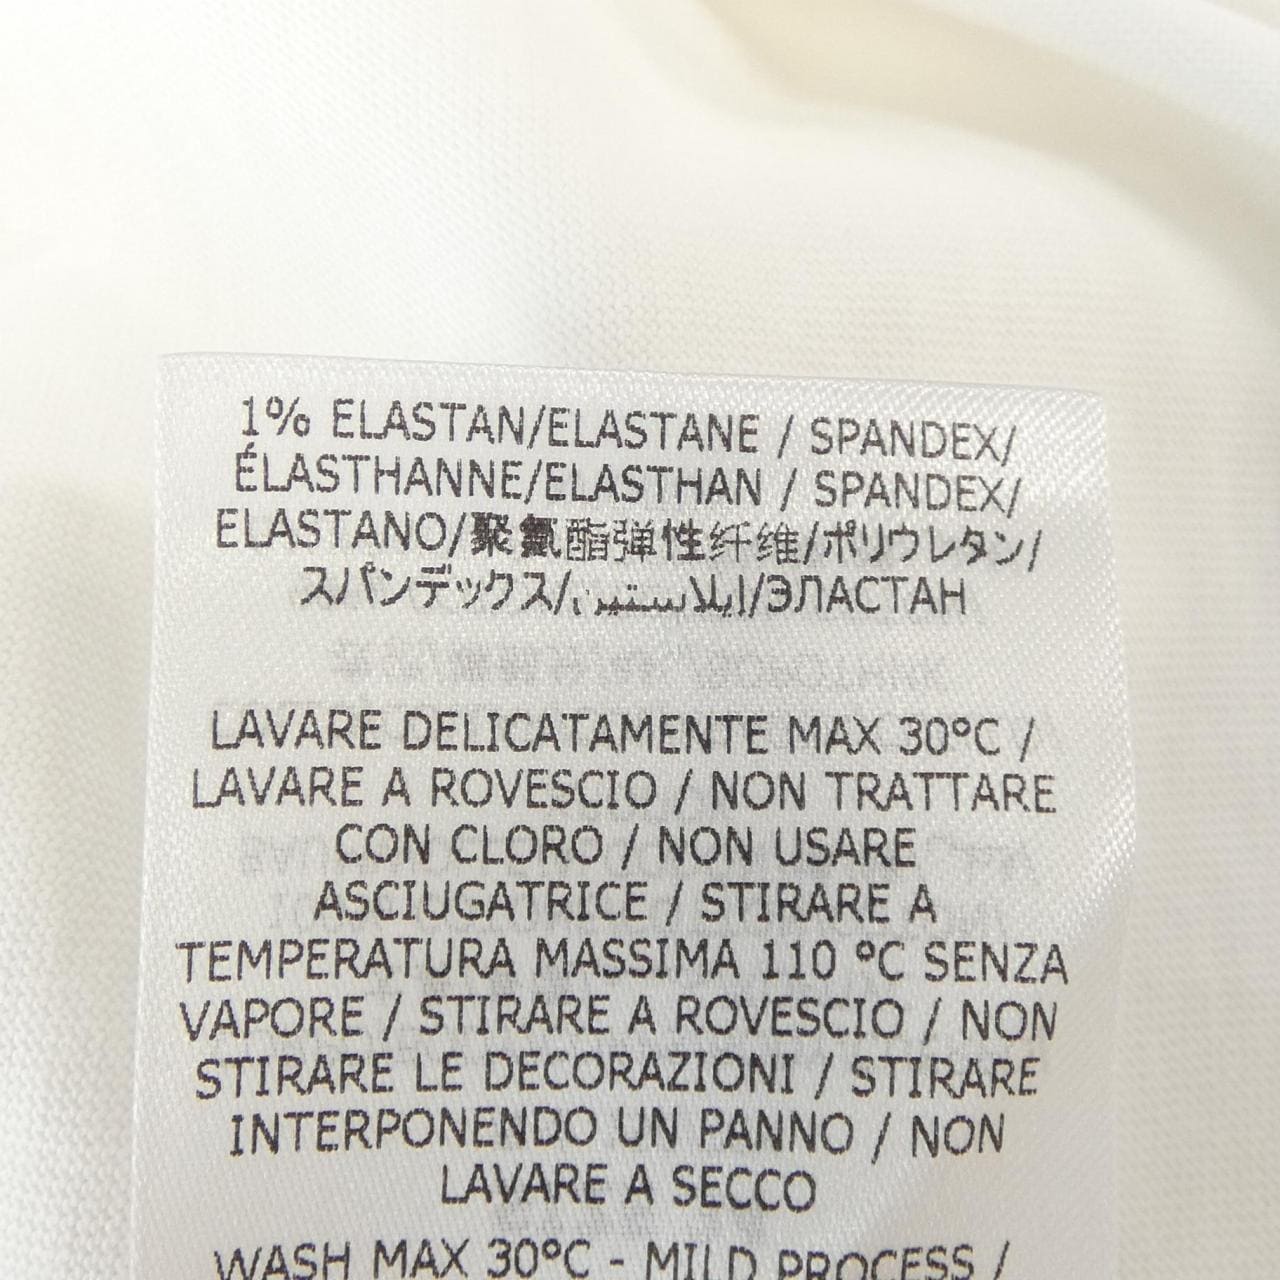 1% ELASTAN/ELASTANE / SPANDEX/
ÉLASTHANNE/ELASTHAN / SPANDEX/
ELASTANO/聚氨酯弹性纤维/ポリウレタン/
スパンデックス/إيلاستين/ЭЛАСТАН
LAVARE DELICATAMENTE MAX 30°C /
LAVARE A ROVESCIO / NON TRATTARE
CON CLORO / NON USARE
ASCIUGATRICE / STIRARE A
TEMPERATURA MASSIMA 110 °C SENZA
VAPORE / STIRARE A ROVESCIO / NON
STIRARE LE DECORAZIONI / STIRARE
INTERPONENDO UN PANNO / NON
LAVARE A SECCO
WASH MAX 30°C - MILD PROCESS /